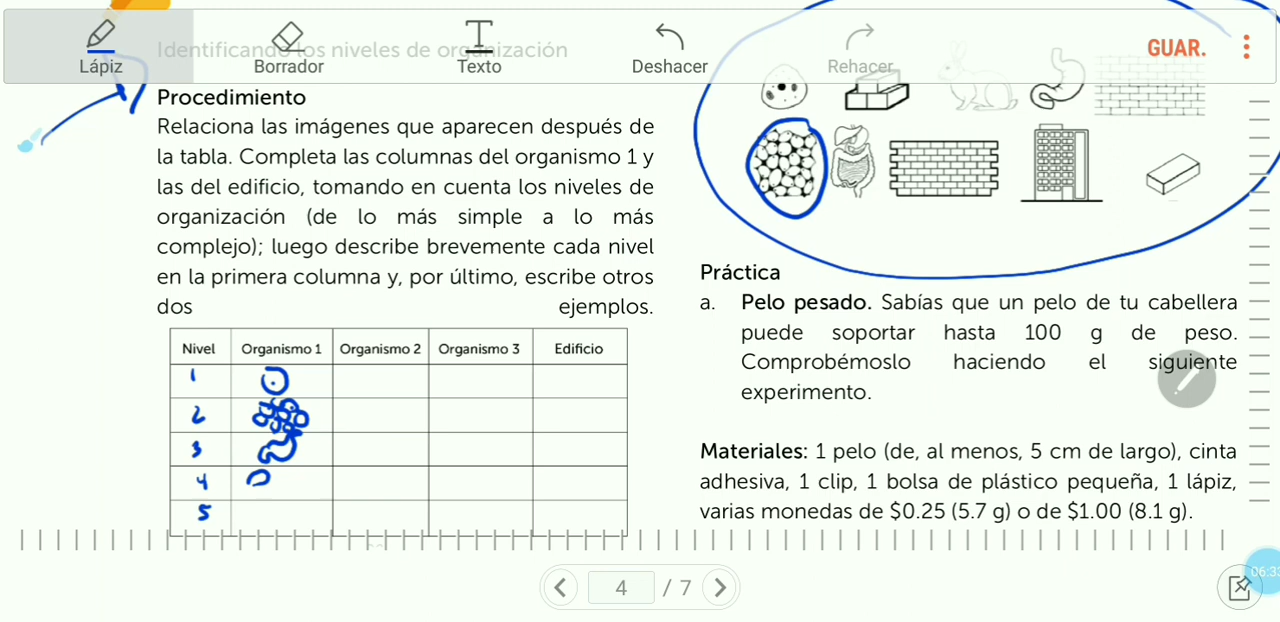 Lápiz
Borrador
Texto
Deshacer
Rehacer
GUAR.
Identificando los niveles de organización
Procedimiento
Relaciona las imágenes que aparecen después de
la tabla. Completa las columnas del organismo 1 y
las del edificio, tomando en cuenta los niveles de
organización (de lo más simple a lo más
complejo); luego describe brevemente cada nivel
en la primera columna y, por último, escribe otros
dos ejemplos.
Nivel Organismo 1 Organismo 2 Organismo 3 Edificio
1
2
3
4
5
Práctica
a. Pelo pesado. Sabías que un pelo de tu cabellera
puede soportar hasta 100 g de peso.
Comprobémoslo haciendo el siguiente
experimento.
Materiales: 1 pelo (de, al menos, 5 cm de largo), cinta
adhesiva, 1 clip, 1 bolsa de plástico pequeña, 1 lápiz,
varias monedas de $0.25 (5.7 g) o de $1.00 (8.1 g).
4 / 7